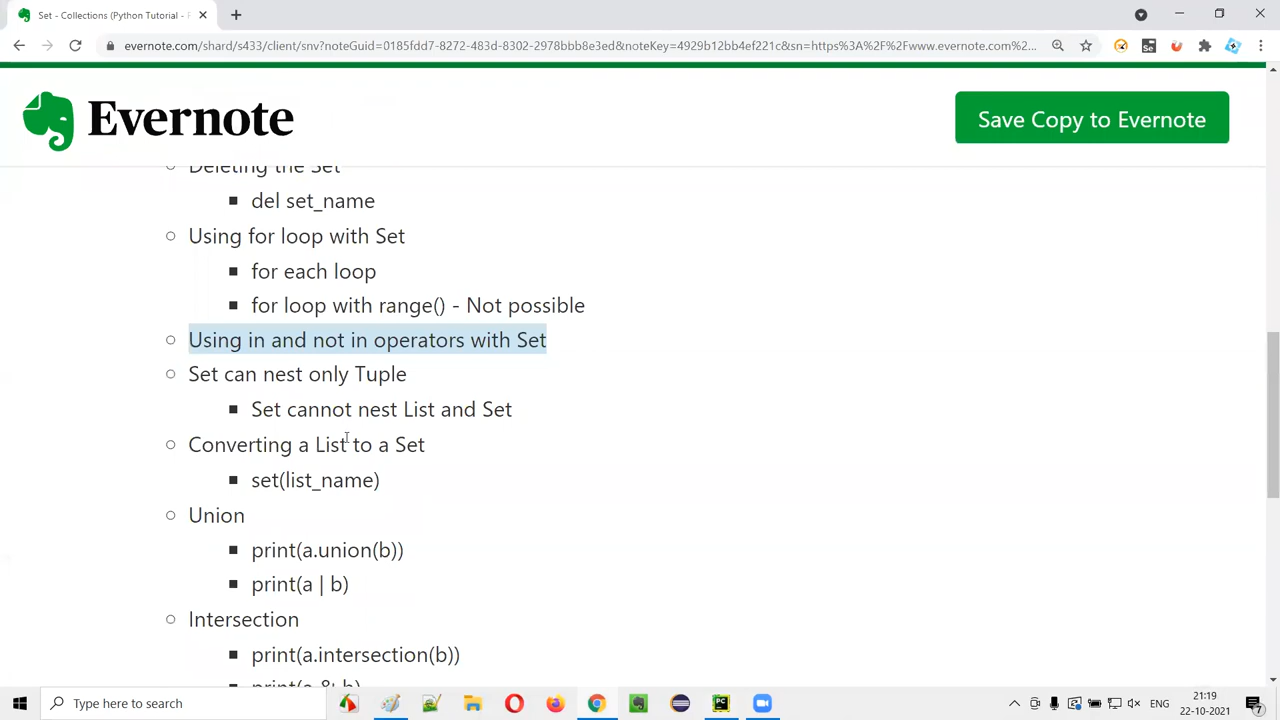 Set - Collections (Python Tutorial - P
evernote.com/shard/s433/client/snv?noteGuid=0185fdd7-8272-483d-8302-2978bbb8e3ed&noteKey=4929b12bb4ef221c&sn=https%3A%2F%2Fwww.evernote.com%2...
Evernote
Save Copy to Evernote
Deleting the Set
del set_name
Using for loop with Set
for each loop
for loop with range() - Not possible
Using in and not in operators with Set
Set can nest only Tuple
Set cannot nest List and Set
Converting a List to a Set
set(list_name)
Union
print(a.union(b))
print(a | b)
Intersection
print(a.intersection(b))
print(a & b)
Type here to search
ENG
21:19
22-10-2021
7